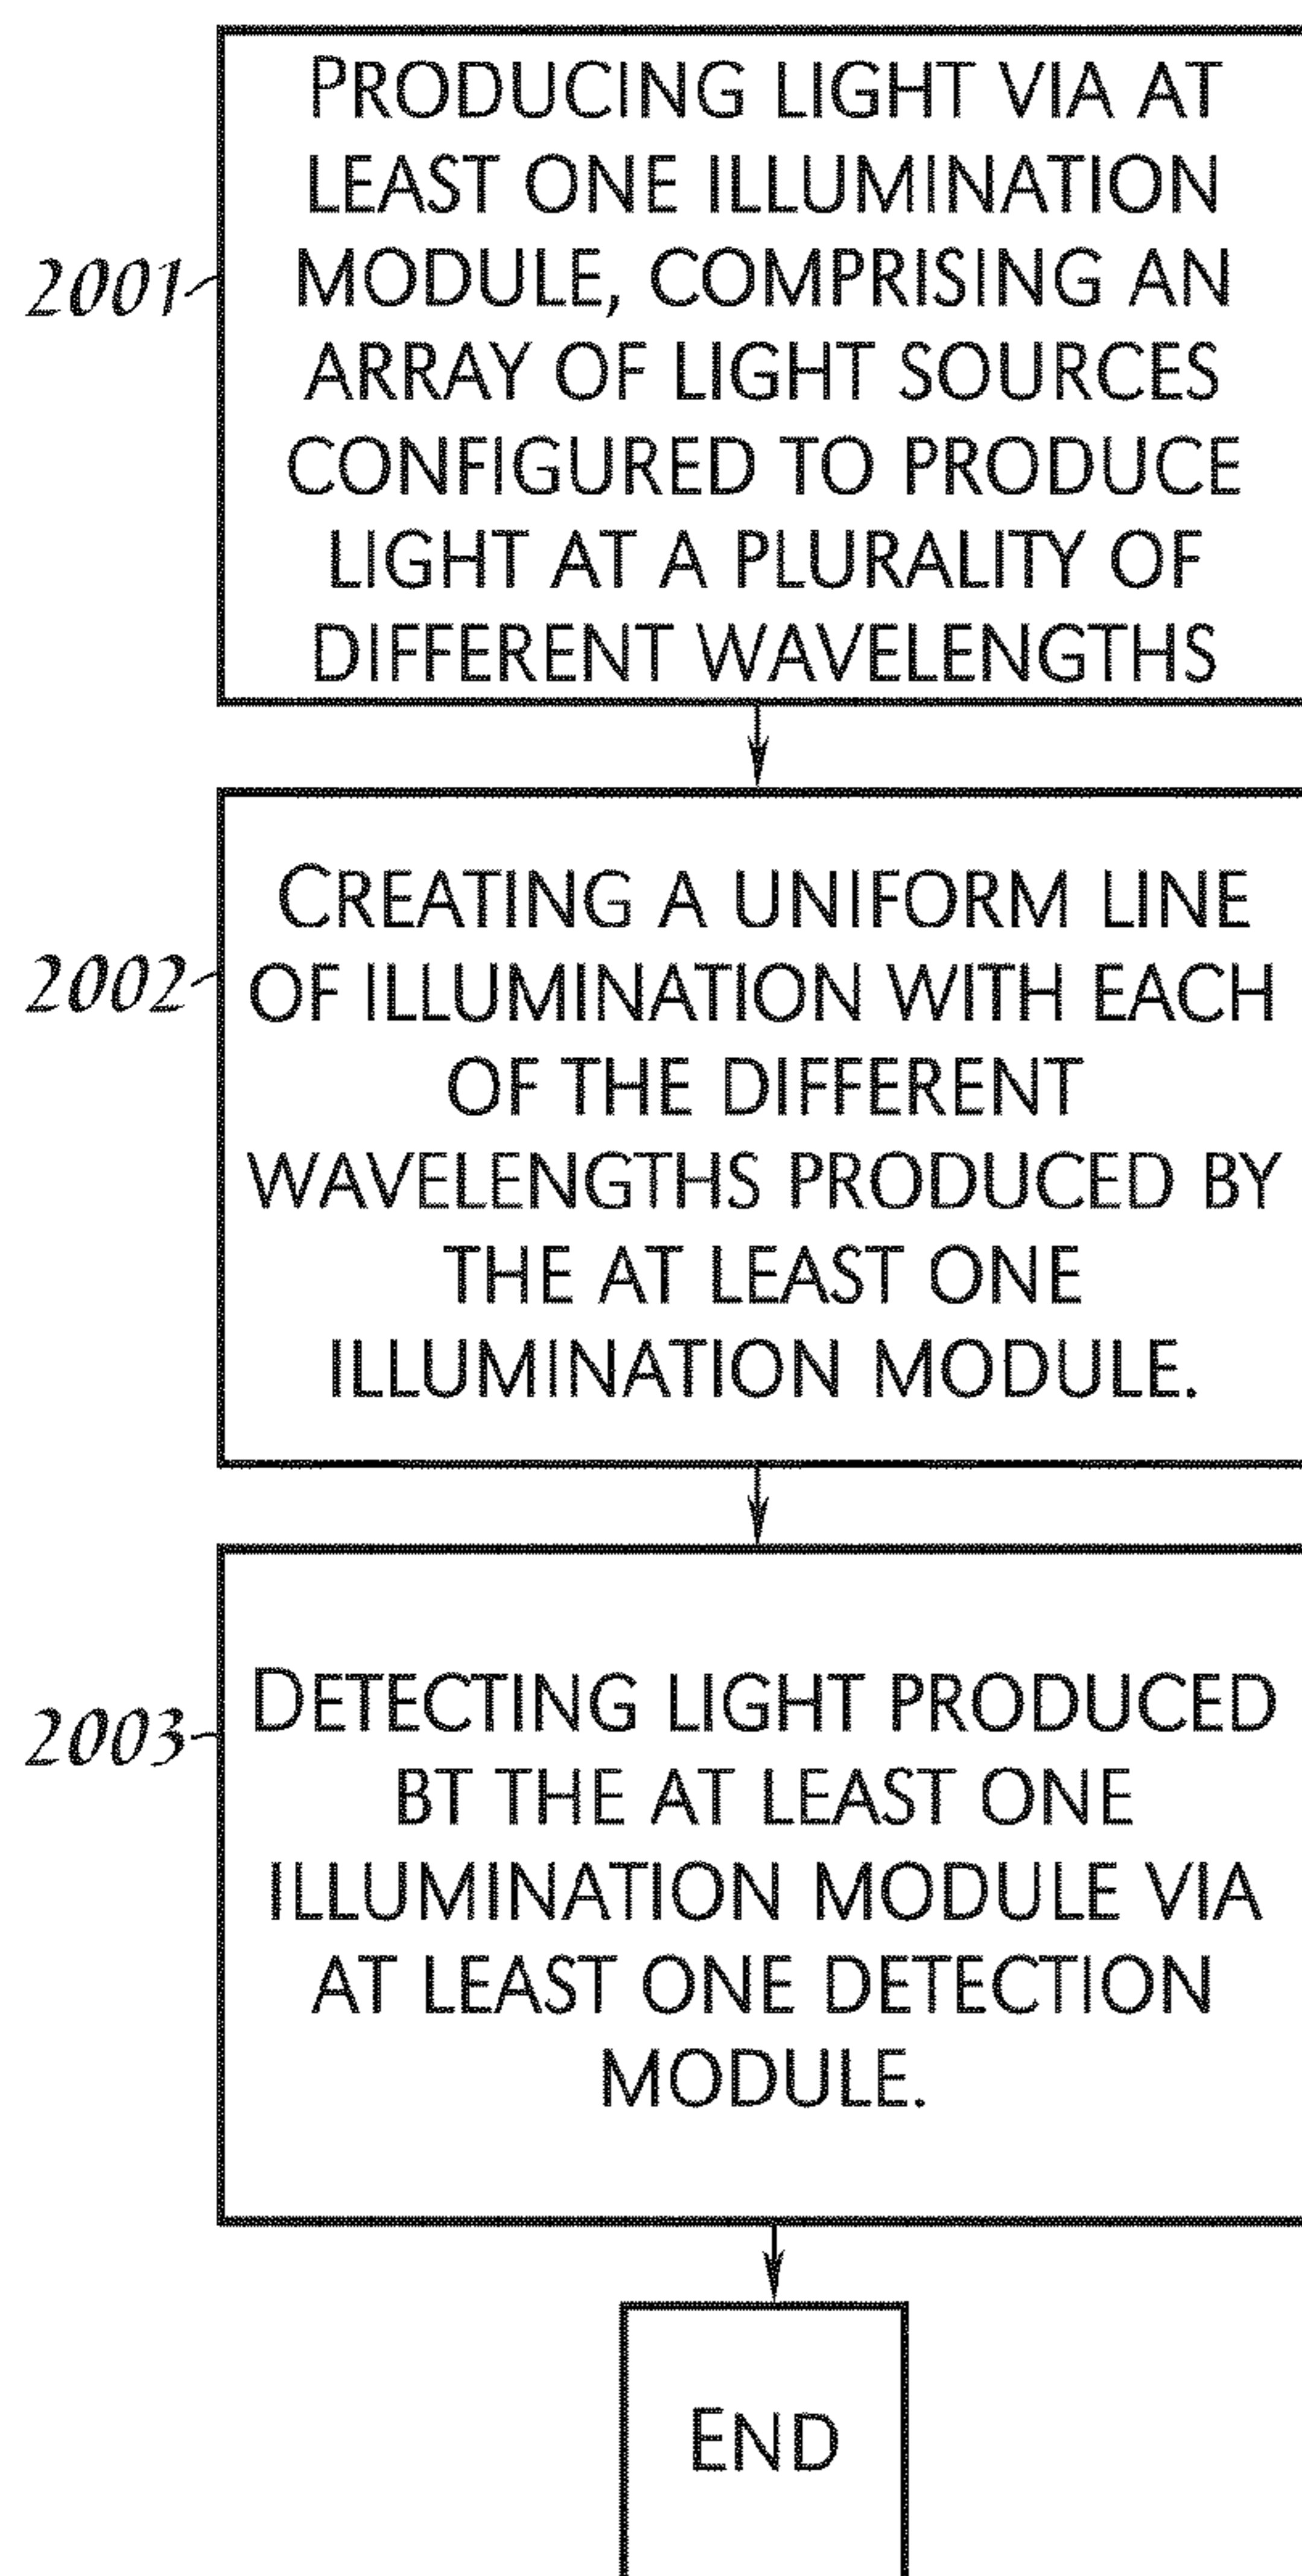 PRODUCING LIGHT VIA AT
LEAST ONE ILLUMINATION
MODULE, COMPRISING AN
ARRAY OF LIGHT SOURCES
CONFIGURED TO PRODUCE
LIGHT AT A PLURALITY OF
DIFFERENT WAVELENGTHS
2001
CREATING A UNIFORM LINE
OF ILLUMINATION WITH EACH
OF THE DIFFERENT
WAVELENGTHS PRODUCED BY
THE AT LEAST ONE
ILLUMINATION MODULE.
2002
DETECTING LIGHT PRODUCED
BT THE AT LEAST ONE
ILLUMINATION MODULE VIA
AT LEAST ONE DETECTION
MODULE.
2003
END